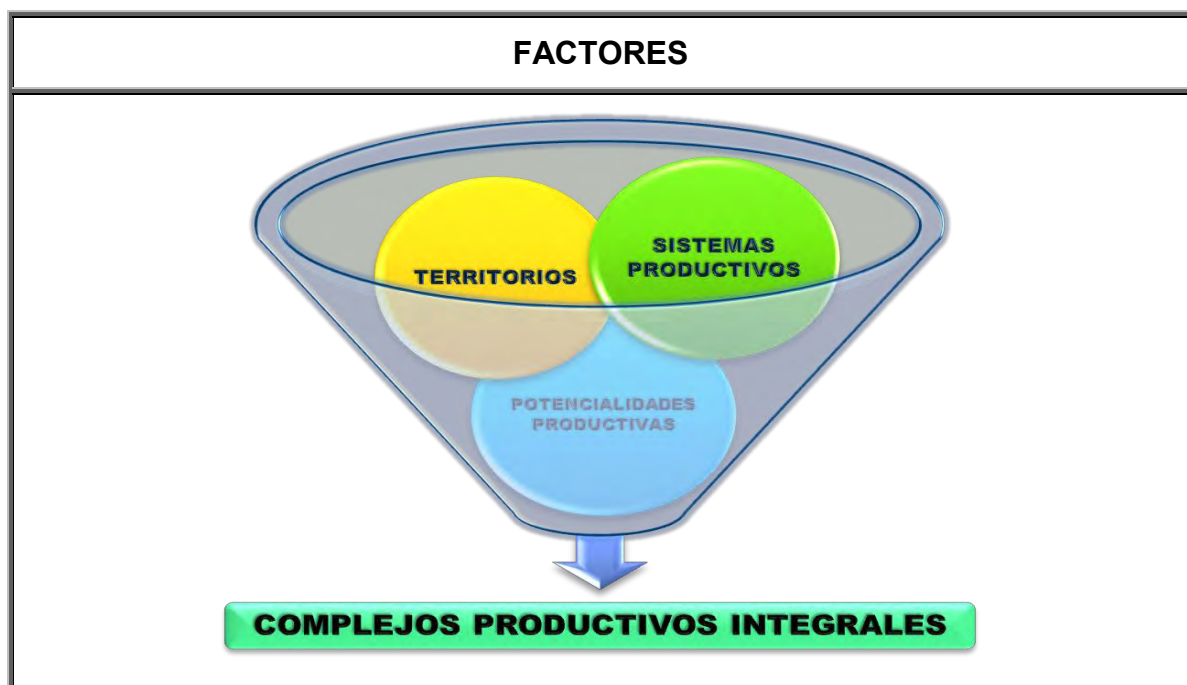 FACTORES
TERRITORIOS
SISTEMAS
PRODUCTIVOS
POTENCIALIDADES
PRODUCTIVAS
COMPLEJOS PRODUCTIVOS INTEGRALES